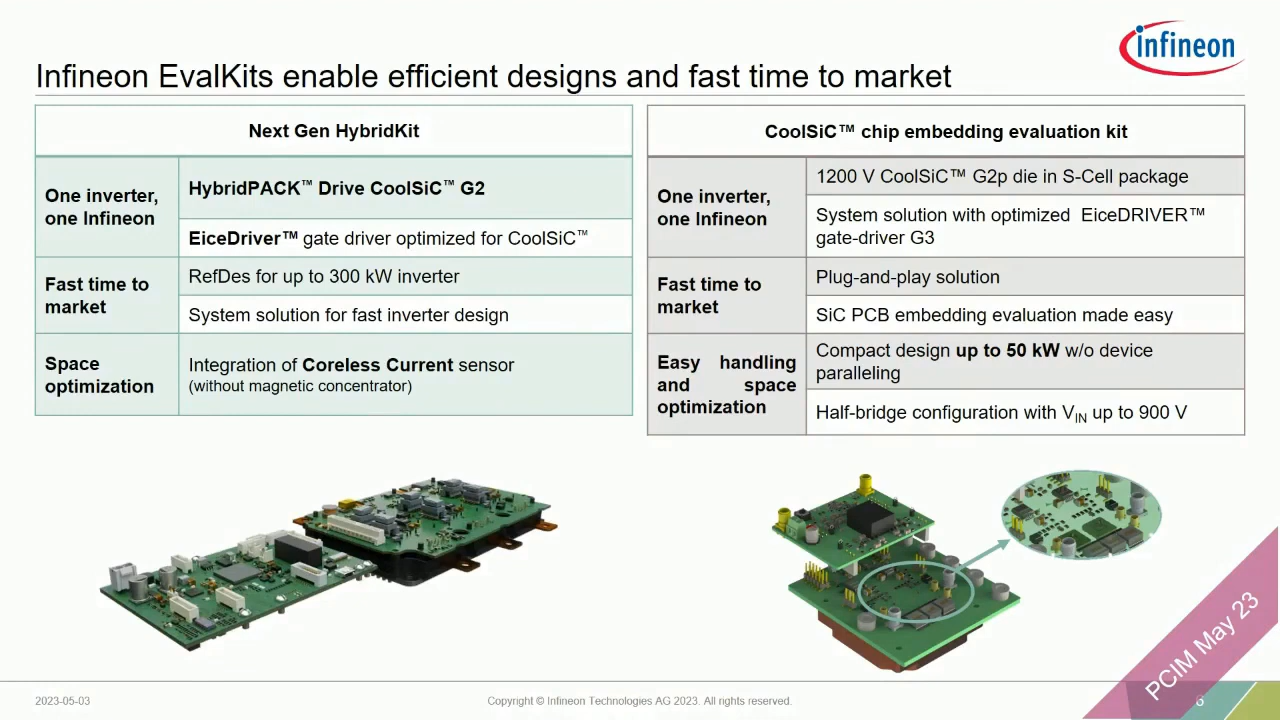 infineon
Infineon EvalKits enable efficient designs and fast time to market
Next Gen HybridKit
One inverter,
one Infineon
HybridPACK™ Drive CoolSiC™ G2
EiceDriver™ gate driver optimized for CoolSiC™
Fast time to
market
RefDes for up to 300 kW inverter
System solution for fast inverter design
Space
optimization
Integration of Coreless Current sensor
(without magnetic concentrator)
CoolSiC™ chip embedding evaluation kit
One inverter,
one Infineon
1200 V CoolSiC™ G2p die in S-Cell package
System solution with optimized EiceDRIVER™
gate-driver G3
Fast time to
market
Plug-and-play solution
SiC PCB embedding evaluation made easy
Easy handling
and space
optimization
Compact design up to 50 kW w/o device
paralleling
Half-bridge configuration with VIN up to 900 V
PCIM May 23
2023-05-03
Copyright © Infineon Technologies AG 2023. All rights reserved.
6